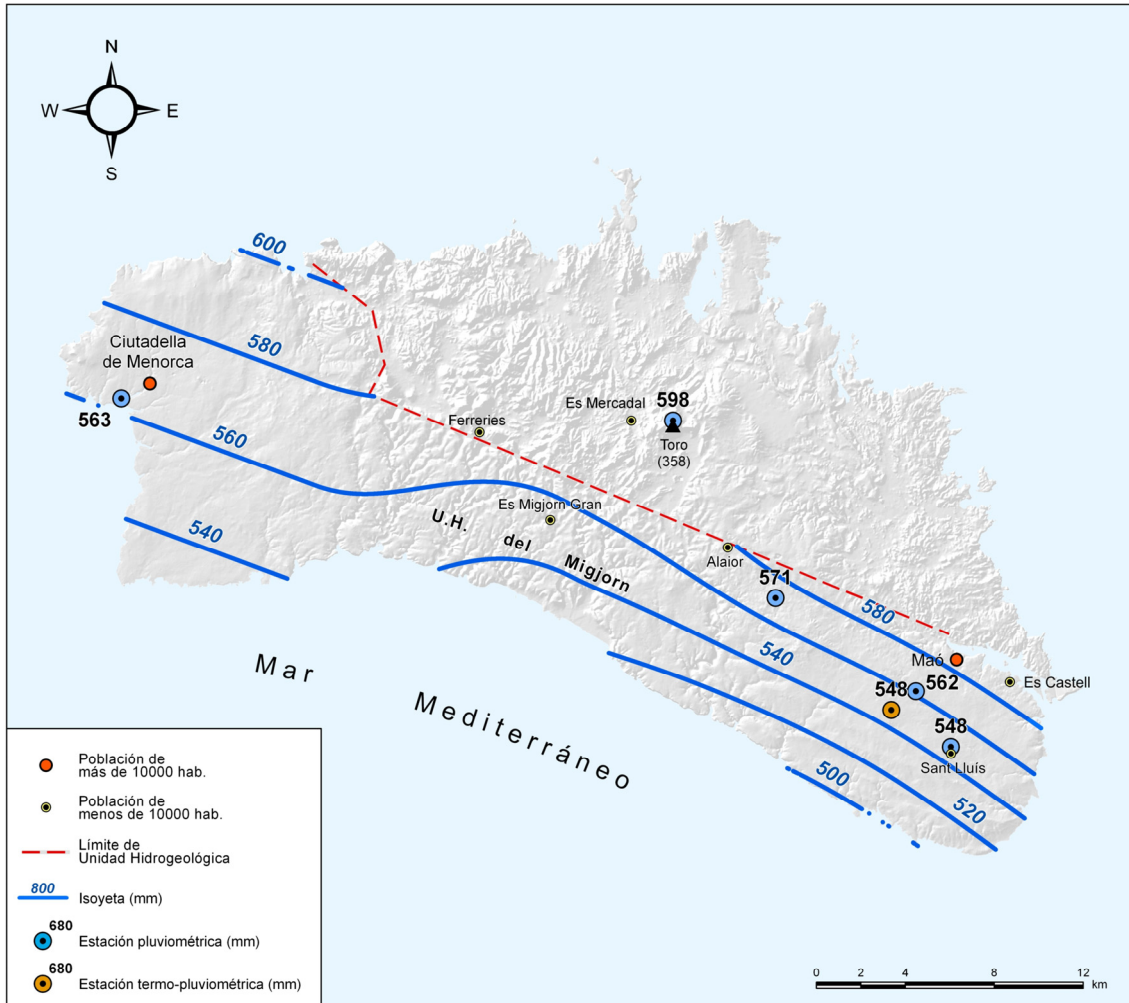 N
W
E
S
600
580
Ciutadella
de Menorca
563
560
540
Ferreries
Es Mercadal
598
Toro
(358)
Es Migjorn Gran
U.H.
del
Migjorn
Alaior
571
580
540
Maó
Es Castell
548
562
548
Sant Lluís
520
500
Mar
Mediterráneo
Población de
más de 10000 hab.
Población de
menos de 10000 hab.
Límite de
Unidad Hidrogeológica
800
Isoyeta (mm)
680
Estación pluviométrica (mm)
680
Estación termo-pluviométrica (mm)
0 2 4 8 12
km